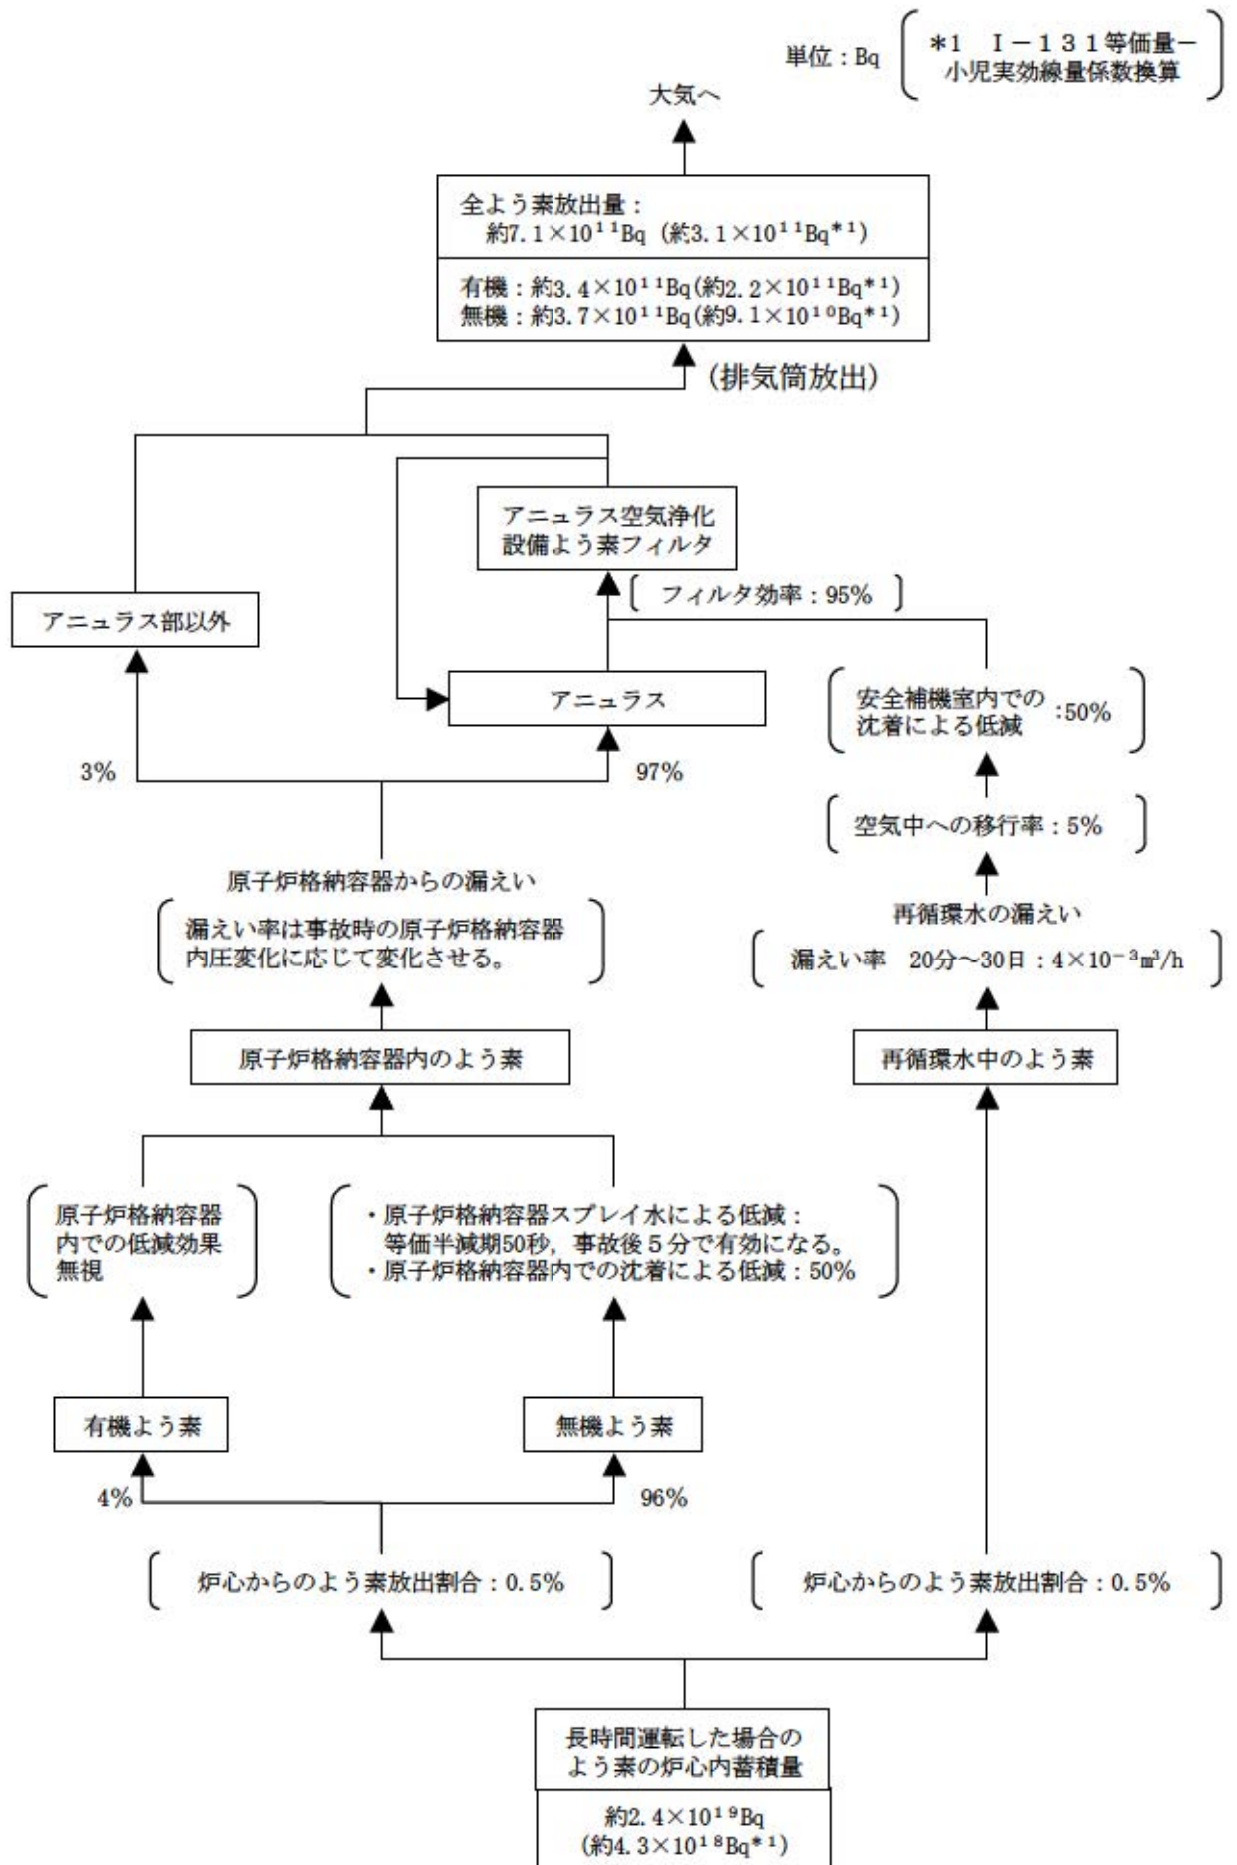 単位：Bq
＊1　Ｉ－１３１等価量－
小児実効線量係数換算
大気へ
全よう素放出量：
約7.1×10¹¹Bq（約3.1×10¹¹Bq*¹）
有機：約3.4×10¹¹Bq(約2.2×10¹¹Bq*¹)
無機：約3.7×10¹¹Bq(約9.1×10¹⁰Bq*¹)
(排気筒放出)
アニュラス空気浄化
設備よう素フィルタ
フィルタ効率：95%
アニュラス部以外
アニュラス
安全補機室内での
沈着による低減
:50%
3%
97%
空気中への移行率：5%
原子炉格納容器からの漏えい
漏えい率は事故時の原子炉格納容器
内圧変化に応じて変化させる。
再循環水の漏えい
漏えい率　20分～30日：4×10⁻³m³/h
原子炉格納容器内のよう素
再循環水中のよう素
原子炉格納容器
内での低減効果
無視
・原子炉格納容器スプレイ水による低減：
等価半減期50秒，事故後５分で有効になる。
・原子炉格納容器内での沈着による低減：50%
有機よう素
無機よう素
4%
96%
炉心からのよう素放出割合：0.5%
炉心からのよう素放出割合：0.5%
長時間運転した場合の
よう素の炉心内蓄積量
約2.4×10¹⁹Bq
(約4.3×10¹⁸Bq*¹)